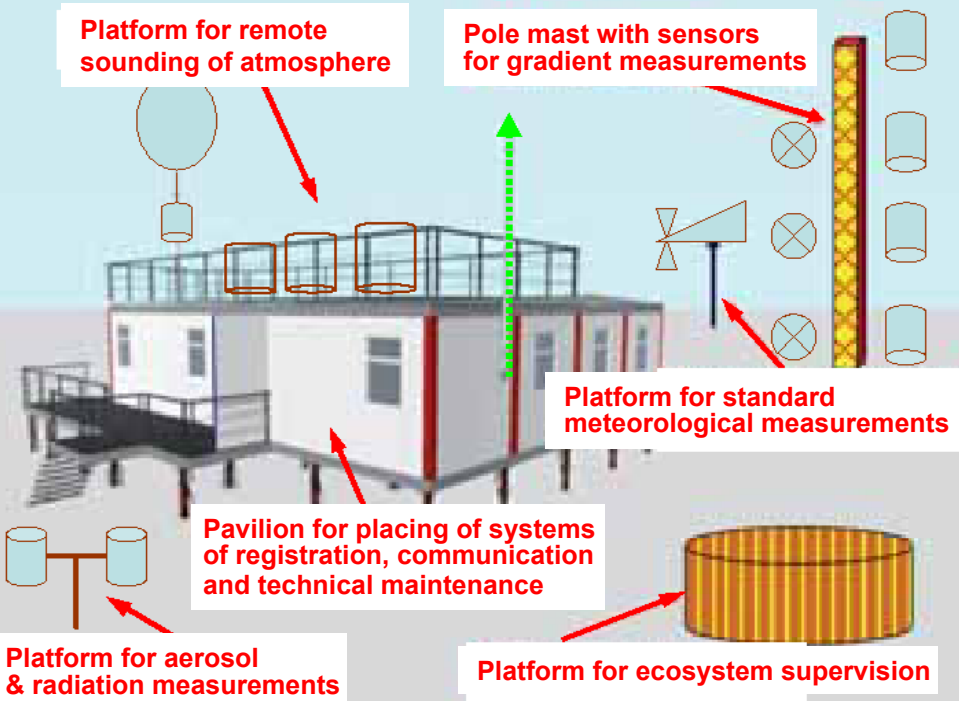 Platform for remote
sounding of atmosphere
Pole mast with sensors
for gradient measurements
Platform for standard
meteorological measurements
Pavilion for placing of systems
of registration, communication
and technical maintenance
Platform for aerosol
& radiation measurements
Platform for ecosystem supervision